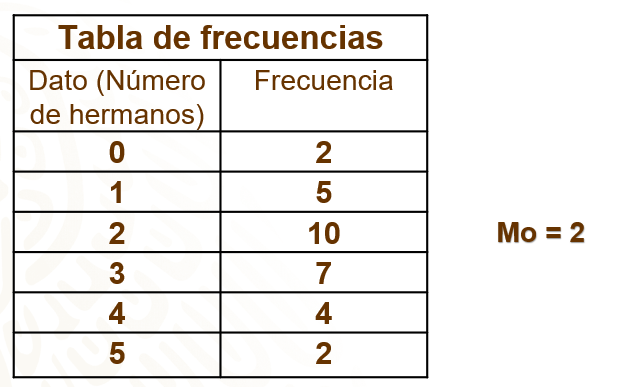 Tabla de frecuencias
Dato (Número
de hermanos)
Frecuencia
0 2
1 5
2 10
3 7
4 4
5 2
Mo = 2